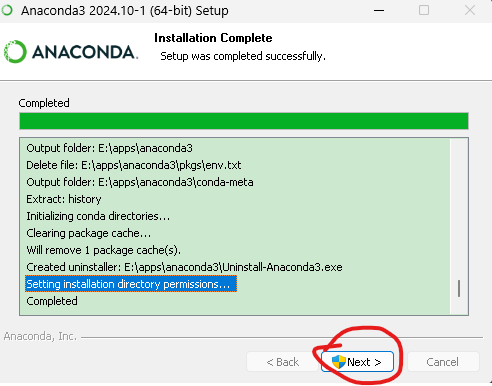 Anaconda3 2024.10-1 (64-bit) Setup
ANACONDA.
Installation Complete
Setup was completed successfully.
Completed
Output folder: E:\apps\anaconda3
Delete file: E:\apps\anaconda3\pkgs\env.txt
Output folder: E:\apps\anaconda3\conda-meta
Extract: history
Initializing conda directories...
Clearing package cache...
Will remove 1 package cache(s).
Created uninstaller: E:\apps\anaconda3\Uninstall-Anaconda3.exe
Setting installation directory permissions...
Completed
Anaconda, Inc.
< Back
Next >
Cancel